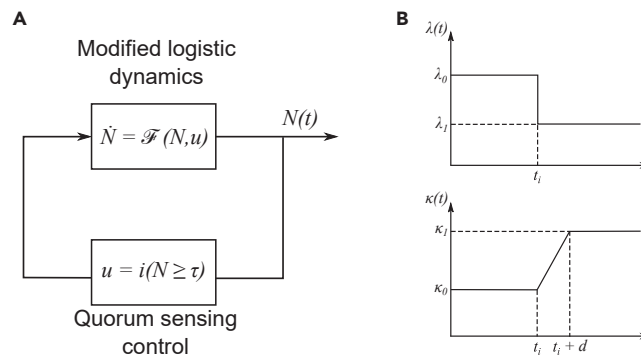 A
Modified logistic
dynamics
Ṅ = ℱ(N,u)
N(t)
u = i(N ≥ τ)
Quorum sensing
control
B
λ(t)
λ₀
λ₁
tᵢ
κ(t)
κ₁
κ₀
tᵢ tᵢ + d